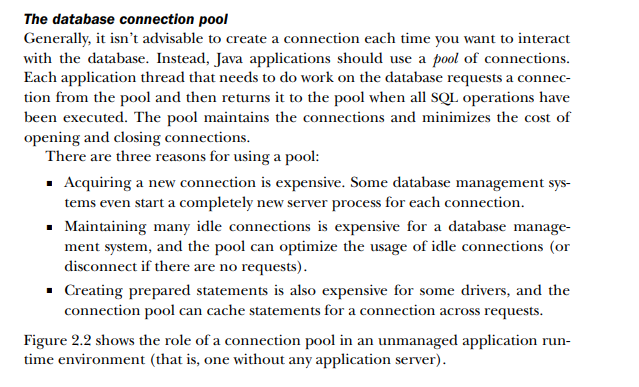 The database connection pool
Generally, it isn't advisable to create a connection each time you want to interact
with the database. Instead, Java applications should use a pool of connections.
Each application thread that needs to do work on the database requests a connec-
tion from the pool and then returns it to the pool when all SQL operations have
been executed. The pool maintains the connections and minimizes the cost of
opening and closing connections.
There are three reasons for using a pool:
■ Acquiring a new connection is expensive. Some database management sys-
tems even start a completely new server process for each connection.
■ Maintaining many idle connections is expensive for a database manage-
ment system, and the pool can optimize the usage of idle connections (or
disconnect if there are no requests).
■ Creating prepared statements is also expensive for some drivers, and the
connection pool can cache statements for a connection across requests.
Figure 2.2 shows the role of a connection pool in an unmanaged application run-
time environment (that is, one without any application server).